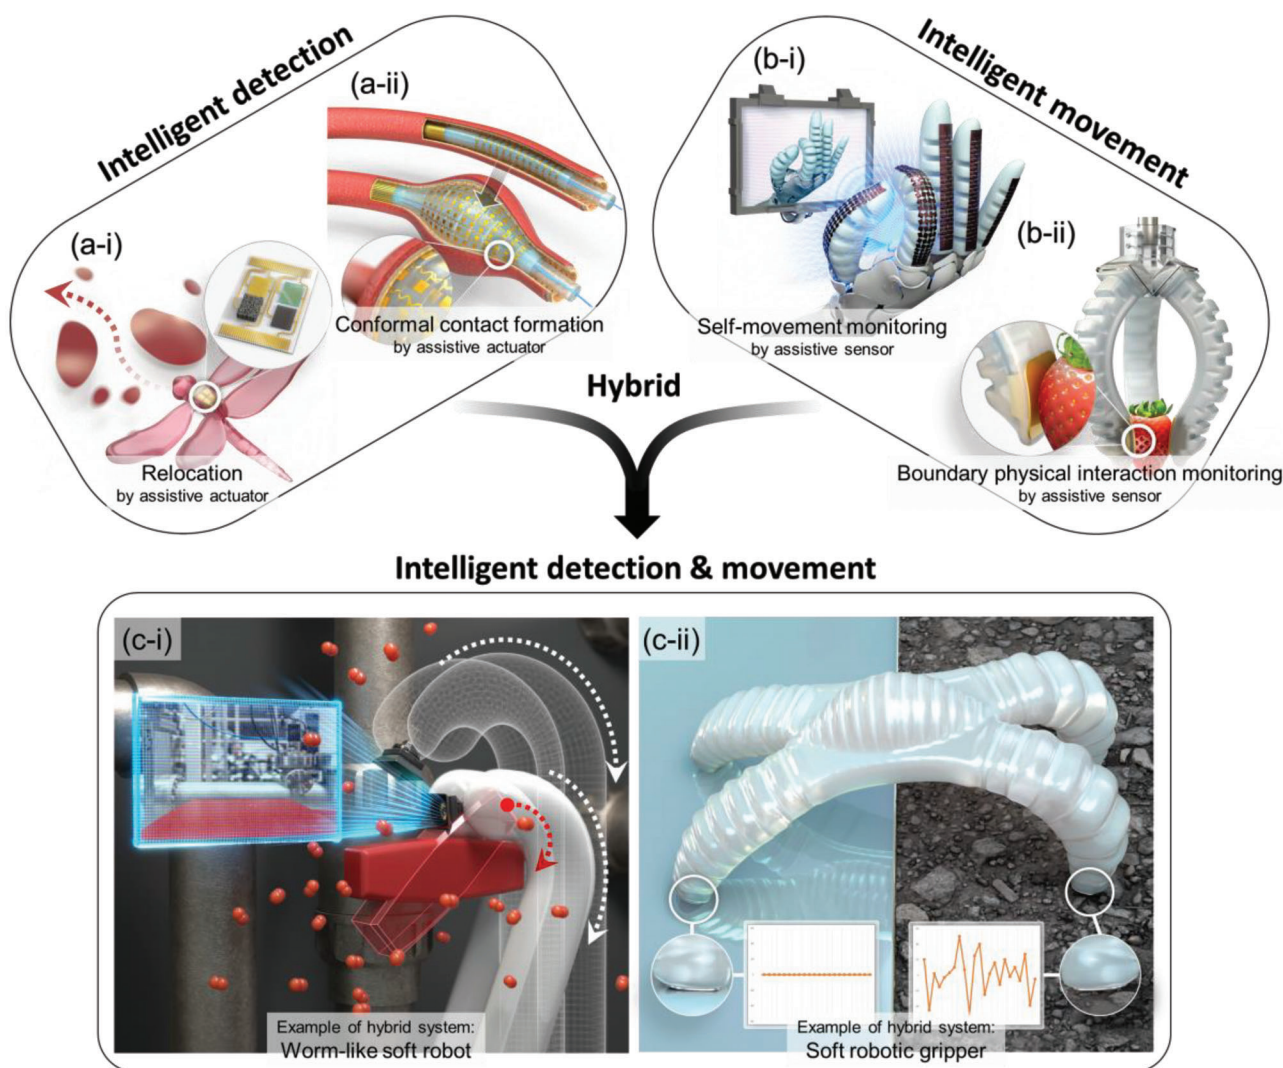 Intelligent detection
(a-i)
Relocation
by assistive actuator
(a-ii)
Conformal contact formation
by assistive actuator
Intelligent movement
(b-i)
Self-movement monitoring
by assistive sensor
(b-ii)
Boundary physical interaction monitoring
by assistive sensor
Hybrid
Intelligent detection & movement
(c-i)
Example of hybrid system:
Worm-like soft robot
(c-ii)
Example of hybrid system:
Soft robotic gripper